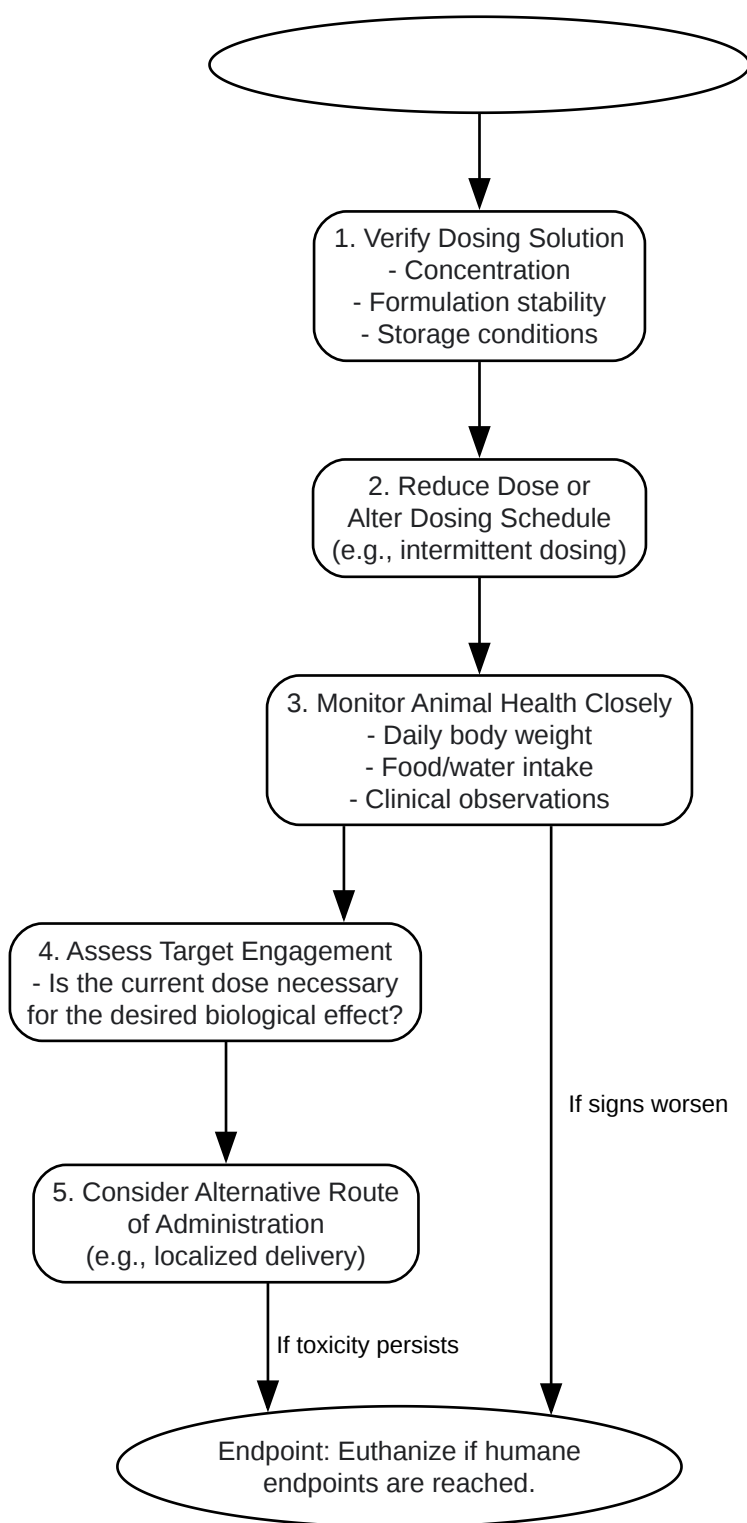 1. Verify Dosing Solution
- Concentration
- Formulation stability
- Storage conditions
2. Reduce Dose or
Alter Dosing Schedule
(e.g., intermittent dosing)
3. Monitor Animal Health Closely
- Daily body weight
- Food/water intake
- Clinical observations
4. Assess Target Engagement
- Is the current dose necessary
for the desired biological effect?
If signs worsen
5. Consider Alternative Route
of Administration
(e.g., localized delivery)
If toxicity persists
Endpoint: Euthanize if humane
endpoints are reached.